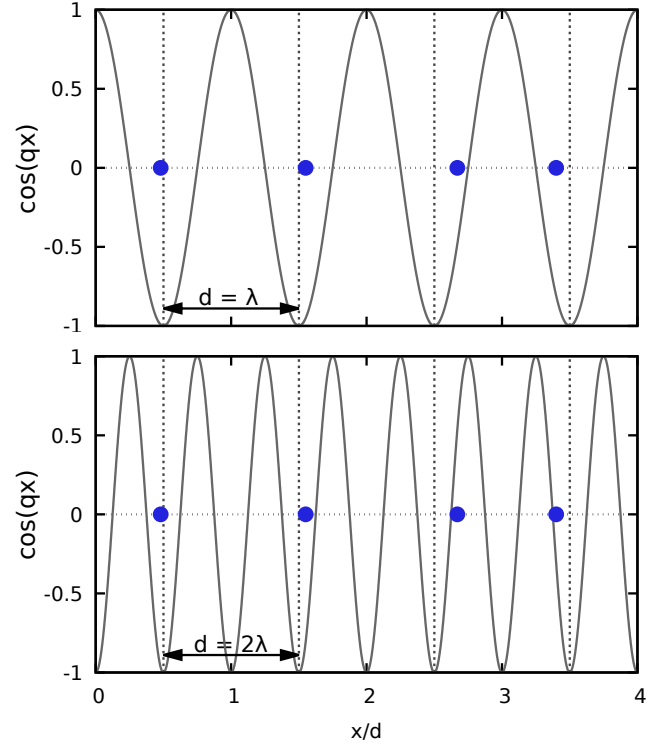 1
0.5
cos(qx)
0
-0.5
d = λ
-1
1
0.5
cos(qx)
0
-0.5
d = 2λ
-1
0 1 2 3 4
x/d